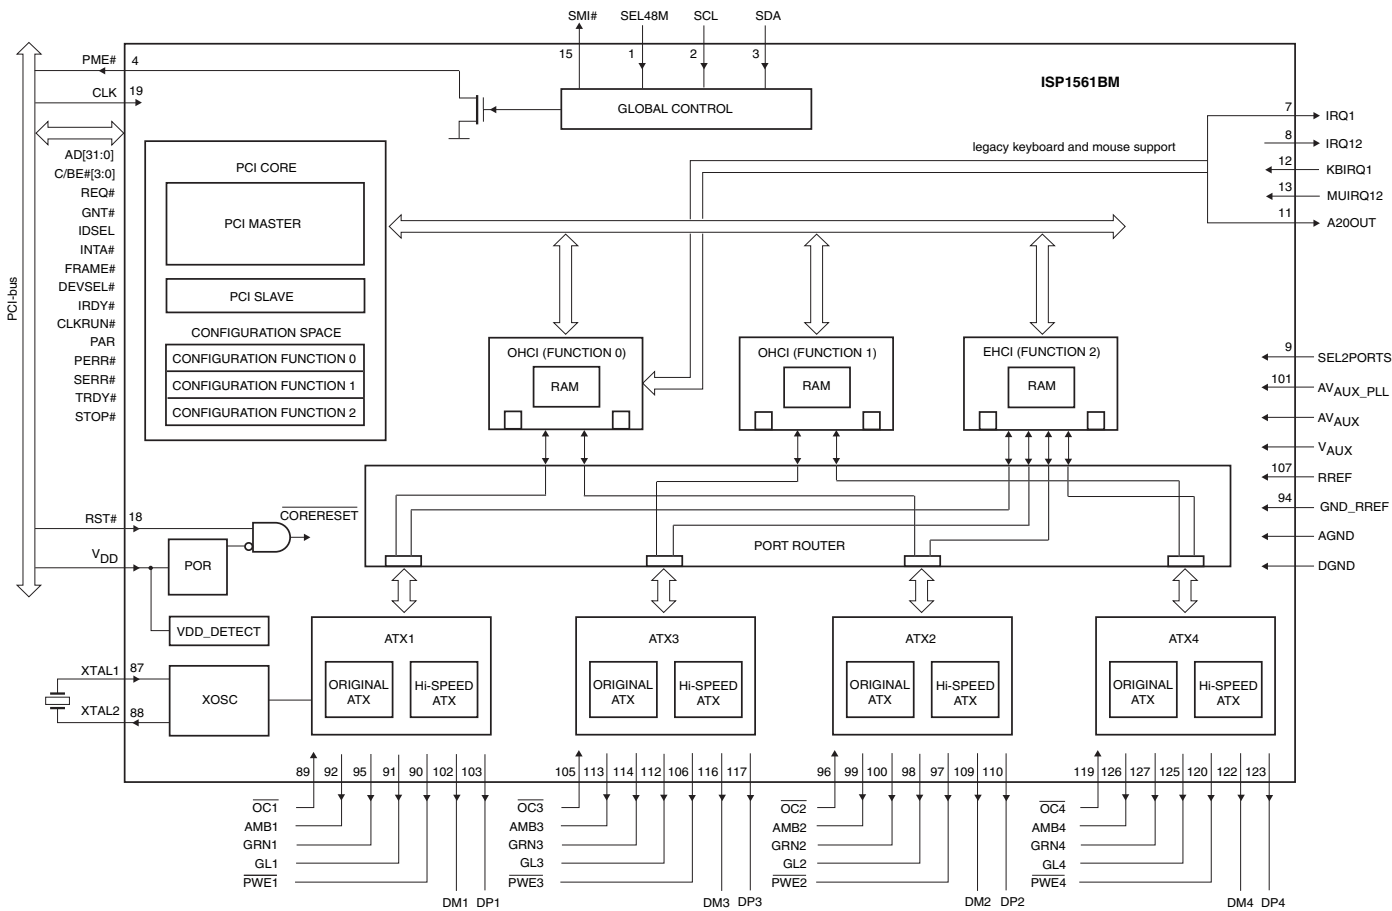 SMI# SEL48M SCL SDA
15 1 2 3
PME# 4
CLK 19
GLOBAL CONTROL
ISP1561BM
7 IRQ1
8 IRQ12
12 KBIRQ1
13 MUIRQ12
11 A20OUT
legacy keyboard and mouse support
PCI-bus
AD[31:0]
C/BE#[3:0]
REQ#
GNT#
IDSEL
INTA#
FRAME#
DEVSEL#
IRDY#
CLKRUN#
PAR
PERR#
SERR#
TRDY#
STOP#
PCI CORE
PCI MASTER
PCI SLAVE
CONFIGURATION SPACE
CONFIGURATION FUNCTION 0
CONFIGURATION FUNCTION 1
CONFIGURATION FUNCTION 2
OHCI (FUNCTION 0)
RAM
OHCI (FUNCTION 1)
RAM
EHCI (FUNCTION 2)
RAM
9 SEL2PORTS
101 AVAUX_PLL
AVAUX
VAUX
107 RREF
94 GND_RREF
AGND
DGND
RST# 18
CORERESET
VDD
POR
VDD_DETECT
PORT ROUTER
XTAL1 87
XTAL2 88
XOSC
ATX1
ORIGINAL ATX
Hi-SPEED ATX
ATX3
ORIGINAL ATX
Hi-SPEED ATX
ATX2
ORIGINAL ATX
Hi-SPEED ATX
ATX4
ORIGINAL ATX
Hi-SPEED ATX
89 92 95 91 90 102 103
OC1
AMB1
GRN1
GL1
PWE1
DM1 DP1
105 113 114 112 106 116 117
OC3
AMB3
GRN3
GL3
PWE3
DM3 DP3
96 99 100 98 97 109 110
OC2
AMB2
GRN2
GL2
PWE2
DM2 DP2
119 126 127 125 120 122 123
OC4
AMB4
GRN4
GL4
PWE4
DM4 DP4